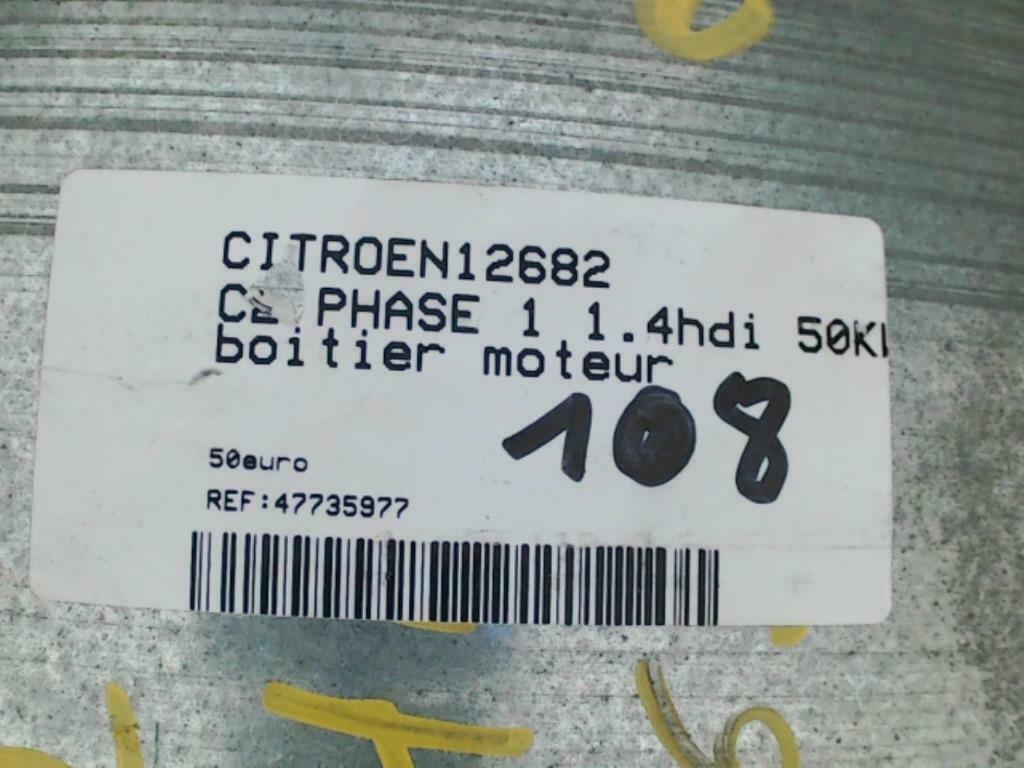 CITROEN12682
PHASE 1 1.4hdi
boitier moteur
108
50euro
REF:47735977